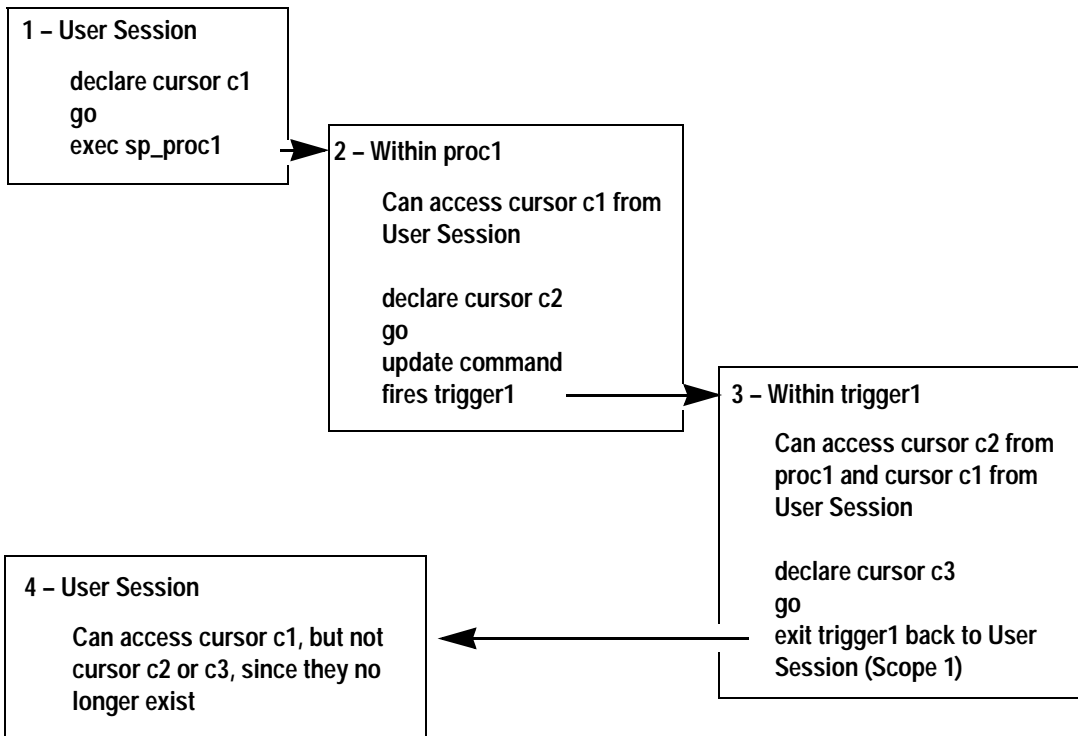 1 – User Session
declare cursor c1
go
exec sp_proc1
2 – Within proc1
Can access cursor c1 from
User Session
declare cursor c2
go
update command
fires trigger1
3 – Within trigger1
Can access cursor c2 from
proc1 and cursor c1 from
User Session
declare cursor c3
go
exit trigger1 back to User
Session (Scope 1)
4 – User Session
Can access cursor c1, but not
cursor c2 or c3, since they no
longer exist